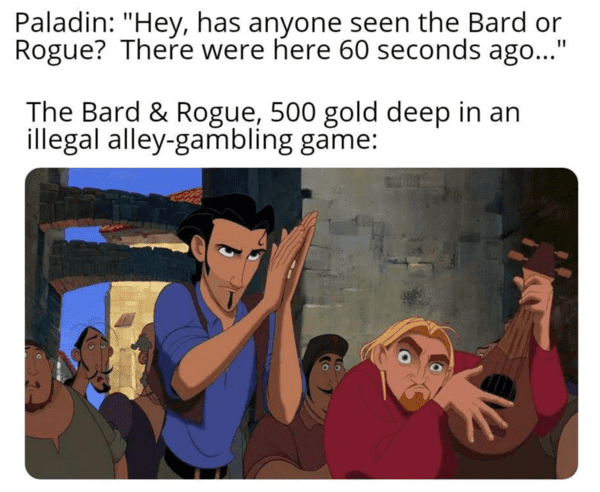 Paladin: "Hey, has anyone seen the Bard or
Rogue? There were here 60 seconds ago..."
The Bard & Rogue, 500 gold deep in an
illegal alley-gambling game: